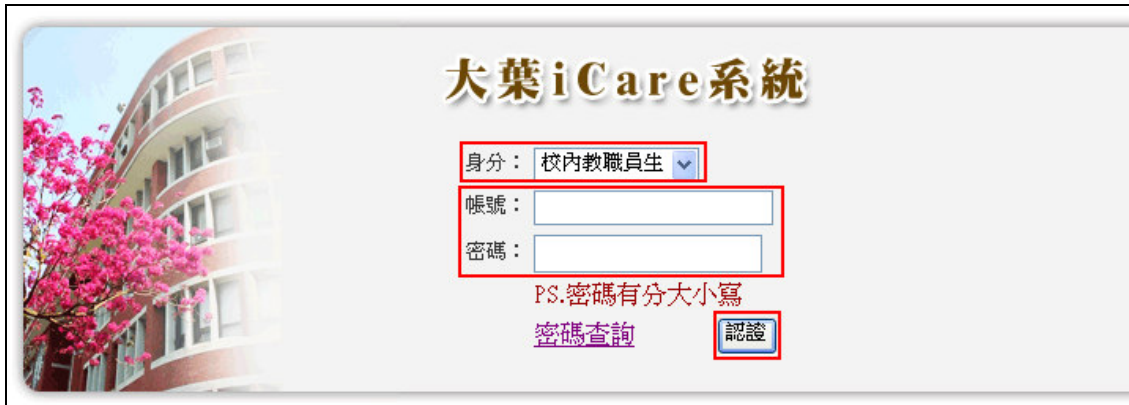 大葉iCare系統
身分： 校內教職員生
帳號：
密碼：
PS.密碼有分大小寫
密碼查詢 認證